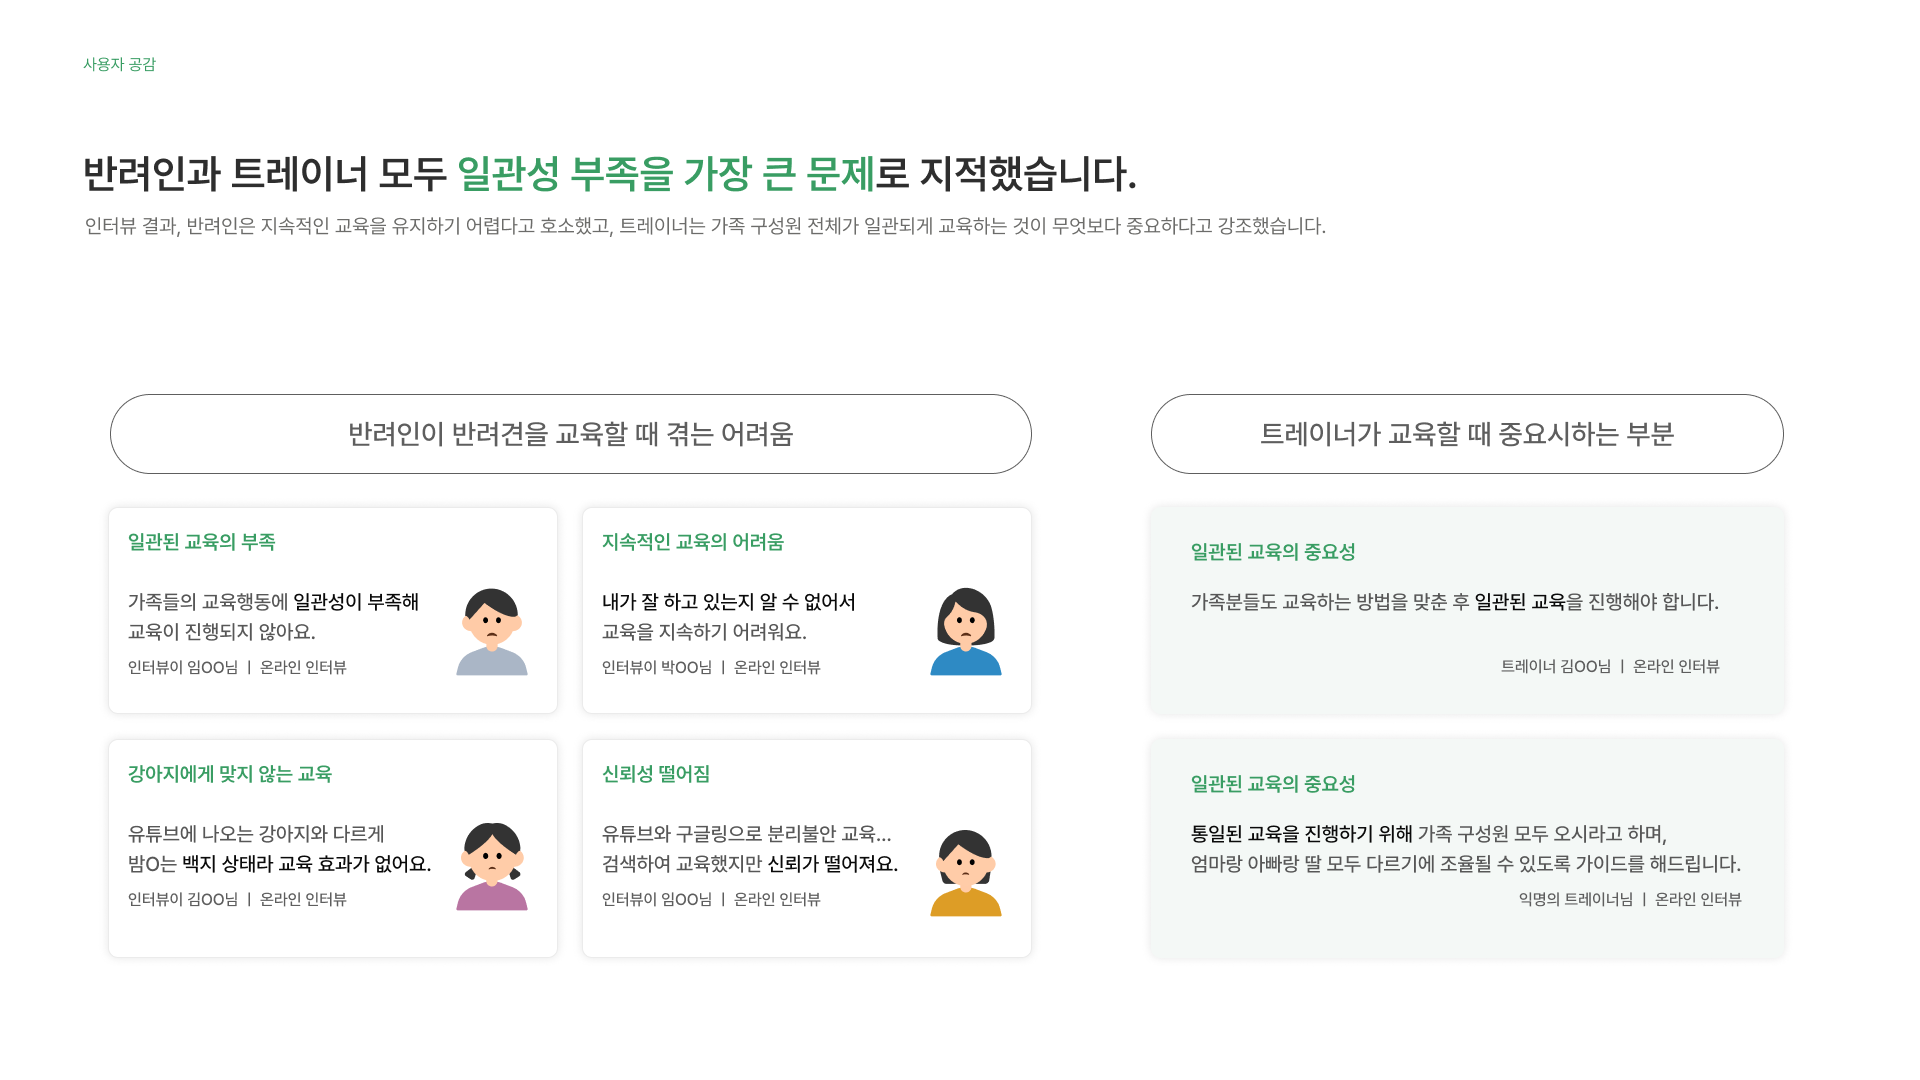 사용자 공감
반려인과 트레이너 모두 일관성 부족을 가장 큰 문제로 지적했습니다.
인터뷰 결과, 반려인은 지속적인 교육을 유지하기 어렵다고 호소했고, 트레이너는 가족 구성원 전체가 일관되게 교육하는 것이 무엇보다 중요하다고 강조했습니다.
반려인이 반려견을 교육할 때 겪는 어려움
일관된 교육의 부족
가족들의 교육행동에 일관성이 부족해
교육이 진행되지 않아요.
인터뷰이 임OO님 ㅣ 온라인 인터뷰
지속적인 교육의 어려움
내가 잘 하고 있는지 알 수 없어서
교육을 지속하기 어려워요.
인터뷰이 박OO님 ㅣ 온라인 인터뷰
강아지에게 맞지 않는 교육
유튜브에 나오는 강아지와 다르게
밤O는 백지 상태라 교육 효과가 없어요.
인터뷰이 김OO님 ㅣ 온라인 인터뷰
신뢰성 떨어짐
유튜브와 구글링으로 분리불안 교육...
검색하여 교육했지만 신뢰가 떨어져요.
인터뷰이 임OO님 ㅣ 온라인 인터뷰
트레이너가 교육할 때 중요시하는 부분
일관된 교육의 중요성
가족분들도 교육하는 방법을 맞춘 후 일관된 교육을 진행해야 합니다.
트레이너 김OO님 ㅣ 온라인 인터뷰
일관된 교육의 중요성
통일된 교육을 진행하기 위해 가족 구성원 모두 오시라고 하며,
엄마랑 아빠랑 딸 모두 다르기에 조율될 수 있도록 가이드를 해드립니다.
익명의 트레이너님 ㅣ 온라인 인터뷰